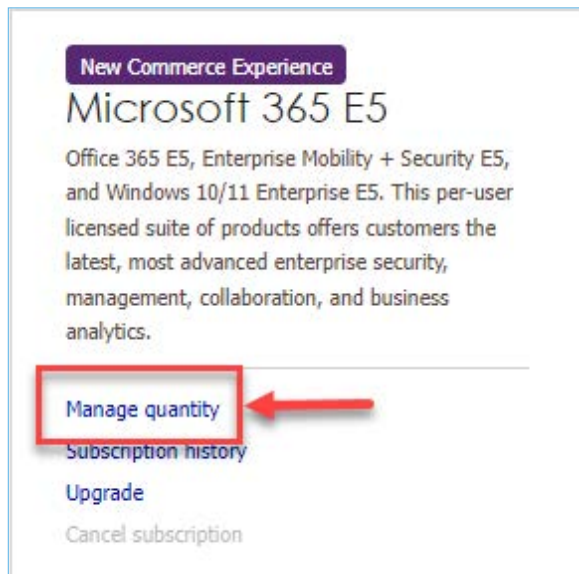 New Commerce Experience
Microsoft 365 E5
Office 365 E5, Enterprise Mobility + Security E5,
and Windows 10/11 Enterprise E5. This per-user
licensed suite of products offers customers the
latest, most advanced enterprise security,
management, collaboration, and business
analytics.
Manage quantity
Subscription history
Upgrade
Cancel subscription